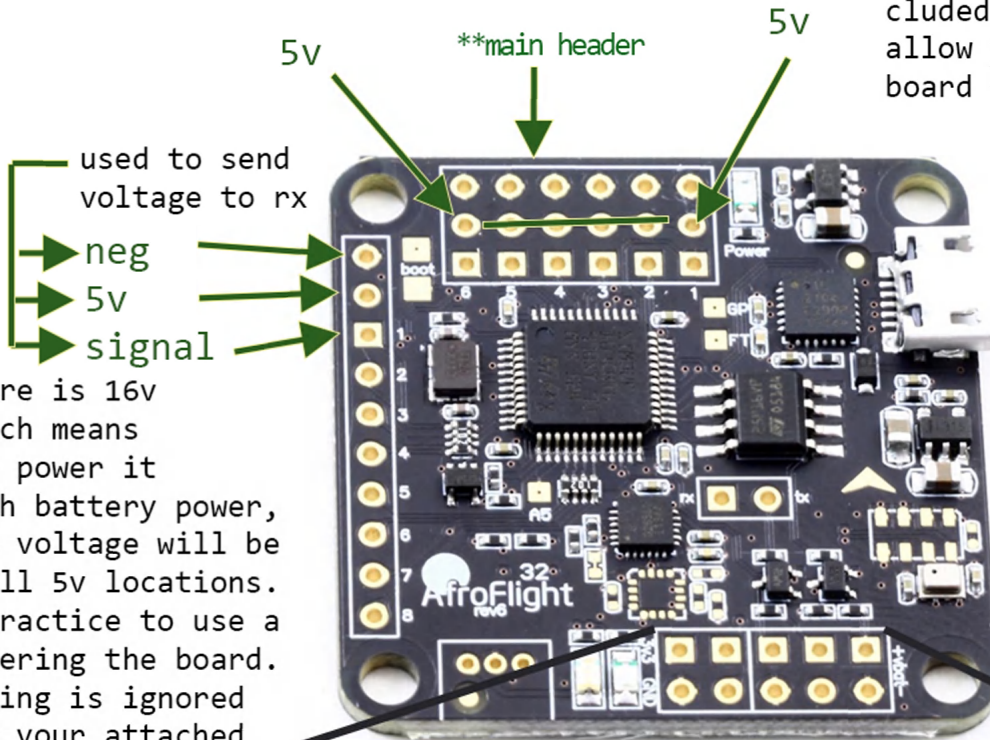 cluded
allow
board
5v
**main header
5v
used to send
voltage to rx
neg
5v
signal
re is 16v
ch means
power it
h battery power,
voltage will be
ll 5v locations.
ractice to use a
ering the board.
ing is ignored
your attached
Power
boot
6 5 4 3 2 1
GP
FT
1
2
3
4
5
6
7
8
rx
tx
A5
32
AfroFlight
rev6
3V3
GND
+vbat-